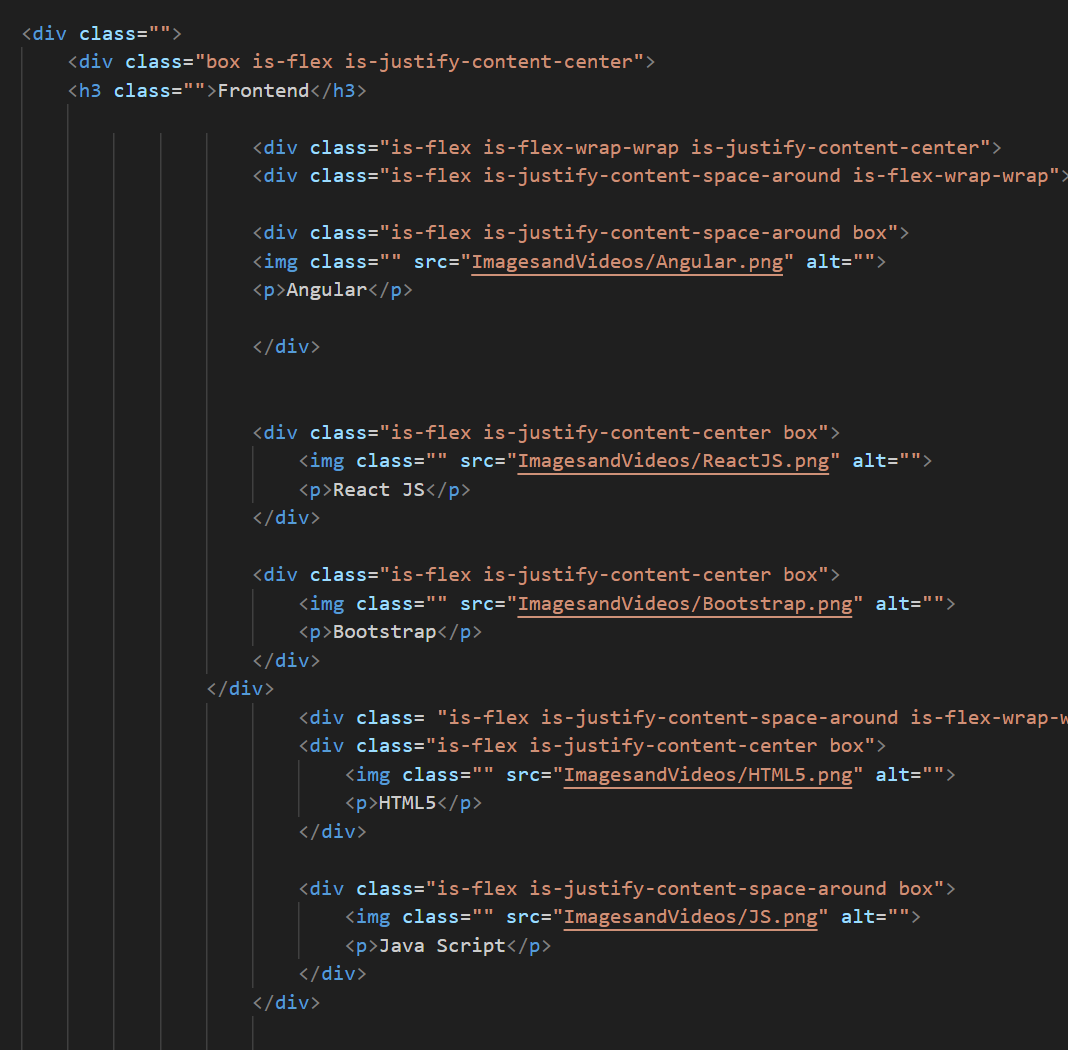 <div class="">
<div class="box is-flex is-justify-content-center">
<h3 class="">Frontend</h3>
<div class="is-flex is-flex-wrap-wrap is-justify-content-center">
<div class="is-flex is-justify-content-space-around is-flex-wrap-wrap">
<div class="is-flex is-justify-content-space-around box">
<img class="" src="ImagesandVideos/Angular.png" alt="">
<p>Angular</p>
</div>
<div class="is-flex is-justify-content-center box">
<img class="" src="ImagesandVideos/ReactJS.png" alt="">
<p>React JS</p>
</div>
<div class="is-flex is-justify-content-center box">
<img class="" src="ImagesandVideos/Bootstrap.png" alt="">
<p>Bootstrap</p>
</div>
</div>
<div class= "is-flex is-justify-content-space-around is-flex-wrap-w
<div class="is-flex is-justify-content-center box">
<img class="" src="ImagesandVideos/HTML5.png" alt="">
<p>HTML5</p>
</div>
<div class="is-flex is-justify-content-space-around box">
<img class="" src="ImagesandVideos/JS.png" alt="">
<p>Java Script</p>
</div>
</div>